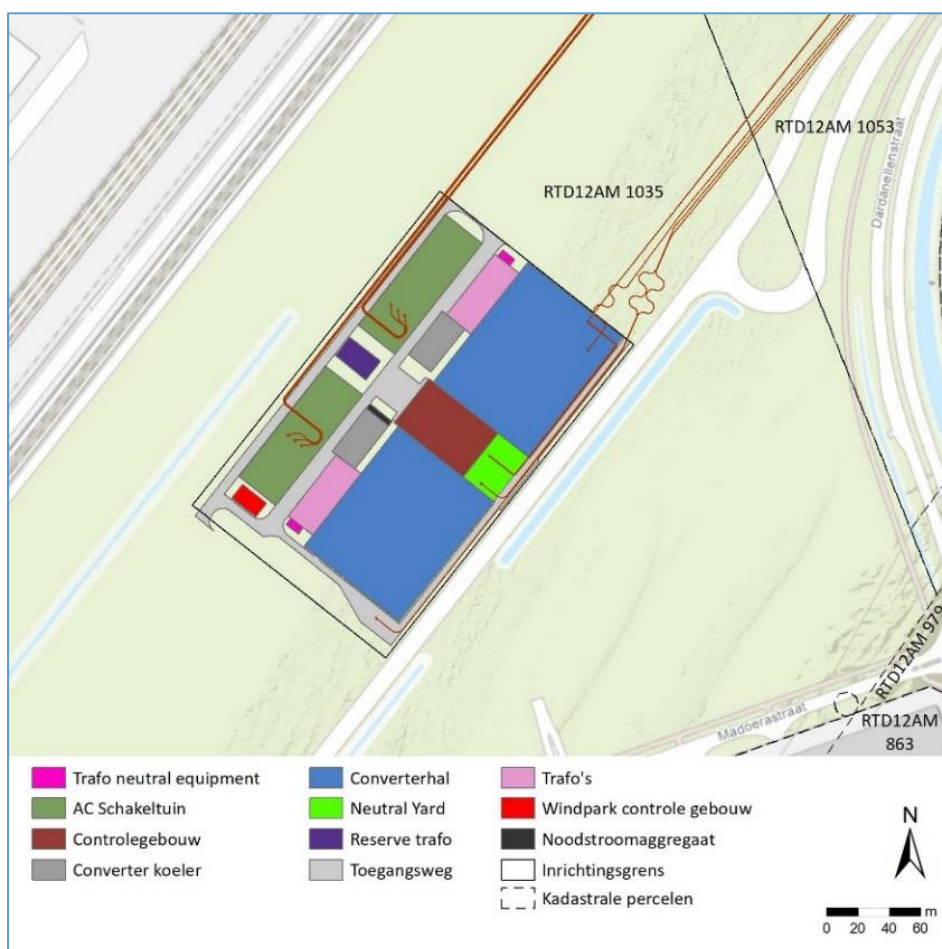 RTD12AM 1053
Dardanellenstraat
RTD12AM 1035
RTD12AM 979
Madoerastraat
RTD12AM
863
Trafo neutral equipment
Converterhal
Trafo's
AC Schakeltuin
Neutral Yard
Windpark controle gebouw
Controlegebouw
Reserve trafo
Noodstroomaggregaat
Converter koeler
Toegangsweg
Inrichtingsgrens
Kadastrale percelen
N
m
0 20 40 60